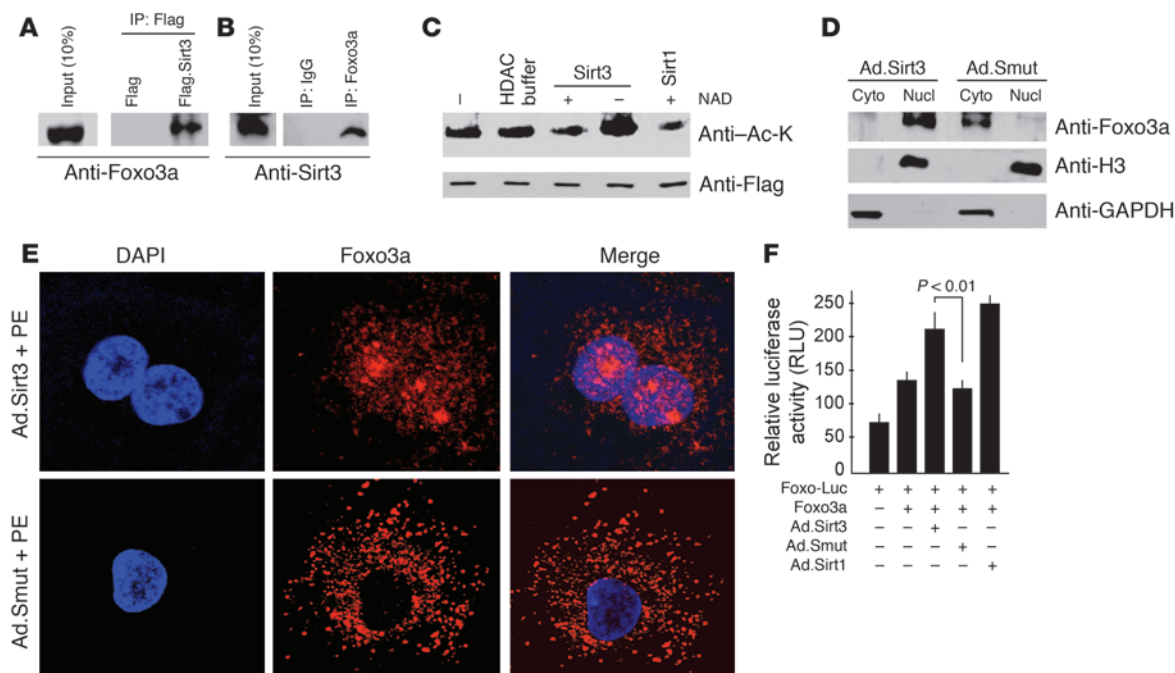 A
Input (10%)
IP: Flag
Flag
Flag.Sirt3
Anti-Foxo3a
B
Input (10%)
IP: IgG
IP: Foxo3a
Anti-Sirt3
C
–
HDAC
buffer
Sirt3
+ –
Sirt1
+
NAD
Anti–Ac-K
Anti-Flag
D
Ad.Sirt3 Ad.Smut
Cyto Nucl Cyto Nucl
Anti-Foxo3a
Anti-H3
Anti-GAPDH
E
DAPI Foxo3a Merge
Ad.Sirt3 + PE
Ad.Smut + PE
F
Relative luciferase
activity (RLU)
P < 0.01
250
200
150
100
50
0
Foxo-Luc + + + + +
Foxo3a – + + + +
Ad.Sirt3 – – + – –
Ad.Smut – – – + –
Ad.Sirt1 – – – – +